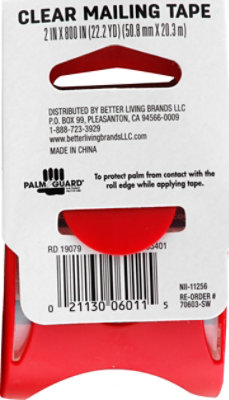 CLEAR MAILING TAPE
2 IN X 800 IN (22.2 YD) (50.8 mm X 20.3 m)
DISTRIBUTED BY BETTER LIVING BRANDS LLC
P.O. BOX 99, PLEASANTON, CA 94566-0009
1-888-723-3929
www.betterlivingbrandsLLC.com
MADE IN CHINA
PALM GUARD
To protect palm from contact with the
roll edge while applying tape.
RD 19079
NII-11256
RE-ORDER #
70603-SW
0 21130 06011 5